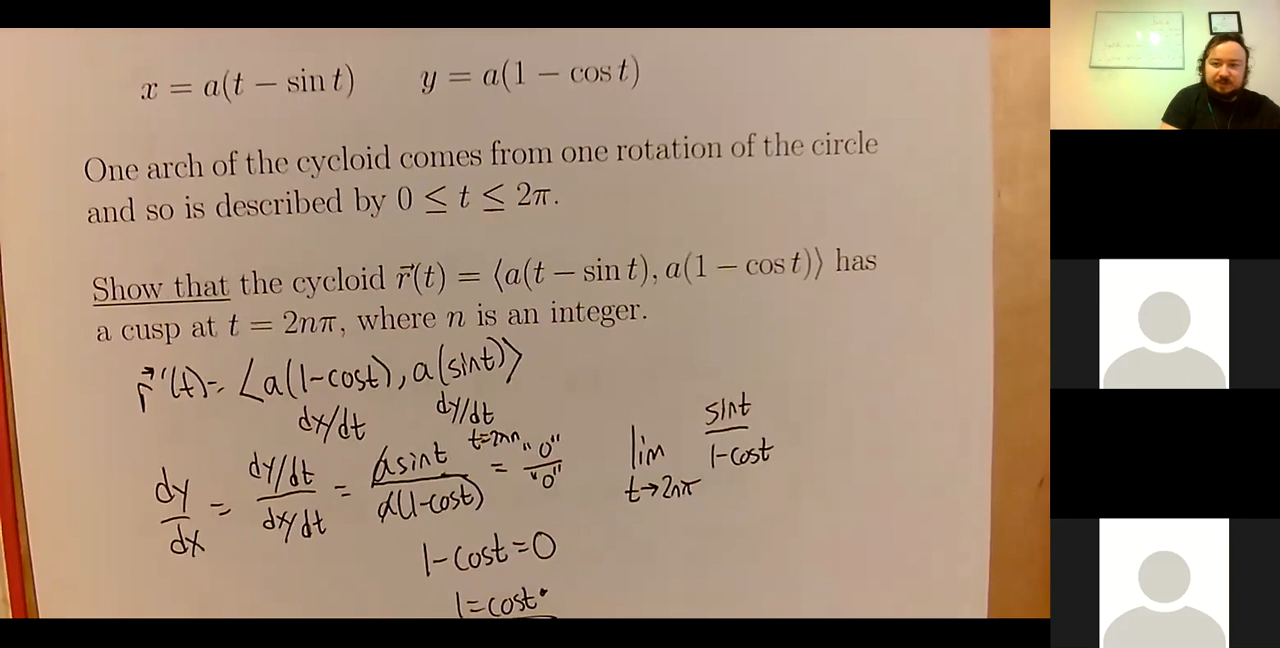 x = a(t − sin t)    y = a(1 − cos t)
One arch of the cycloid comes from one rotation of the circle
and so is described by 0 ≤ t ≤ 2π.
Show that the cycloid r⃗(t) = ⟨a(t − sin t), a(1 − cos t)⟩ has
a cusp at t = 2nπ, where n is an integer.
r⃗'(t) = ⟨a(1-cost), a(sint)⟩
dx/dt    dy/dt
dy/dx = (dy/dt)/(dx/dt) = (a sint)/(a(1-cost)) t=2πn = "0"/"0"    lim t→2nπ sint/(1-cost)
1-cost=0
1=cost